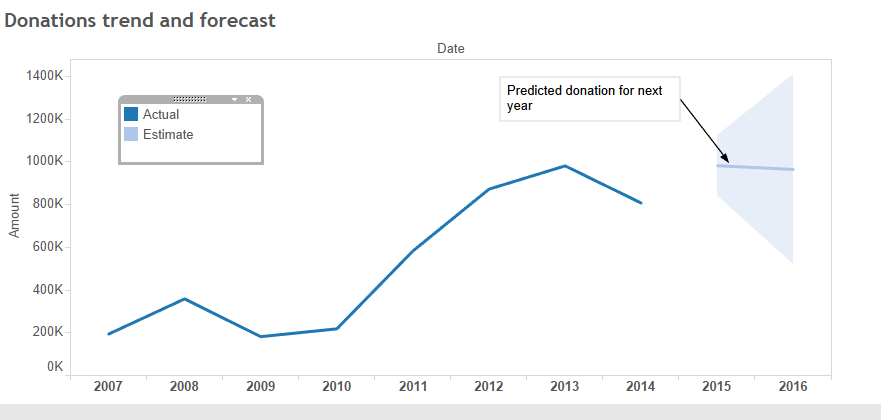 Donations trend and forecast
Date
1400K
1200K
1000K
800K
600K
400K
200K
0K
Amount
Actual
Estimate
Predicted donation for next
year
2007 2008 2009 2010 2011 2012 2013 2014 2015 2016